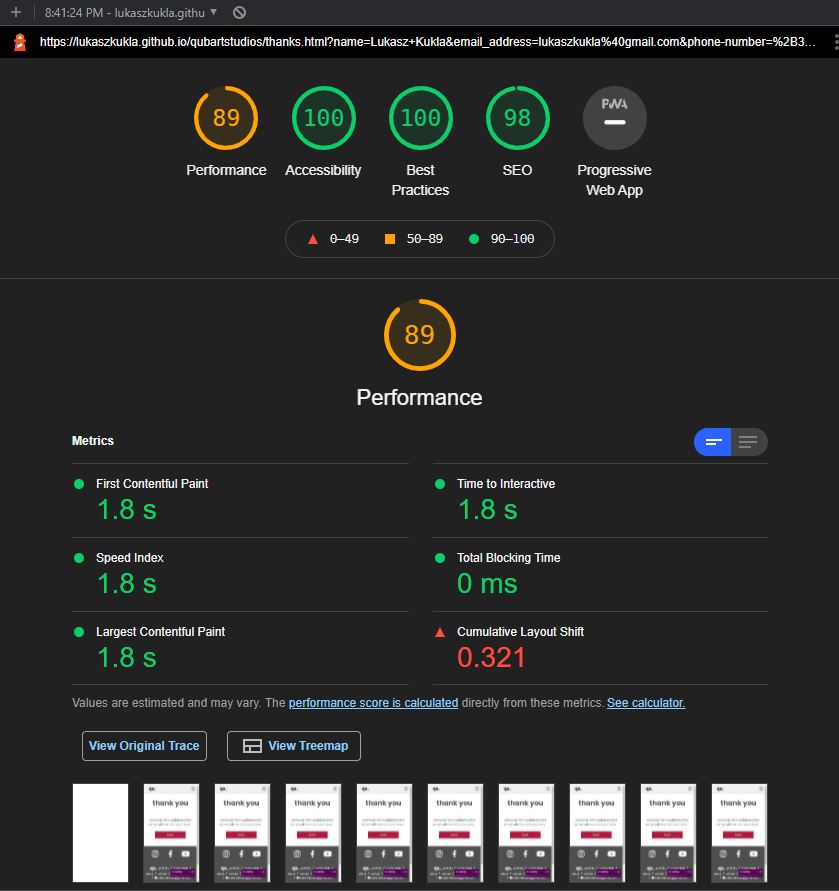 8:41:24 PM - lukaszkukla.githu
https://lukaszkukla.github.io/qubartstudios/thanks.html?name=Lukasz+Kukla&email_address=lukaszkukla%40gmail.com&phone-number=%2B3...
89
100
100
98
PWA
Performance
Accessibility
Best
Practices
SEO
Progressive
Web App
0–49
50–89
90–100
89
Performance
Metrics
First Contentful Paint
1.8 s
Time to Interactive
1.8 s
Speed Index
1.8 s
Total Blocking Time
0 ms
Largest Contentful Paint
1.8 s
Cumulative Layout Shift
0.321
Values are estimated and may vary. The performance score is calculated directly from these metrics. See calculator.
View Original Trace
View Treemap
thank you
thank you
thank you
thank you
thank you
thank you
thank you
thank you
thank you